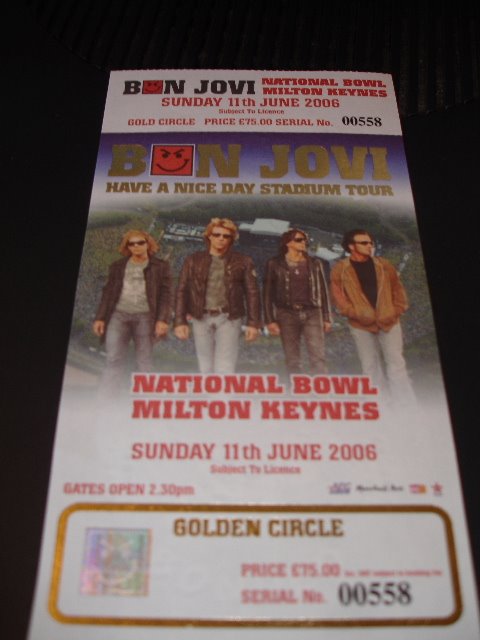 BON JOVI NATIONAL BOWL
MILTON KEYNES
SUNDAY 11th JUNE 2006
Subject To Licence
GOLD CIRCLE PRICE £75.00 SERIAL No. 00558
BON JOVI
HAVE A NICE DAY STADIUM TOUR
NATIONAL BOWL
MILTON KEYNES
SUNDAY 11th JUNE 2006
Subject To Licence
GATES OPEN 2.30pm
GOLDEN CIRCLE
PRICE £75.00
SERIAL No. 00558